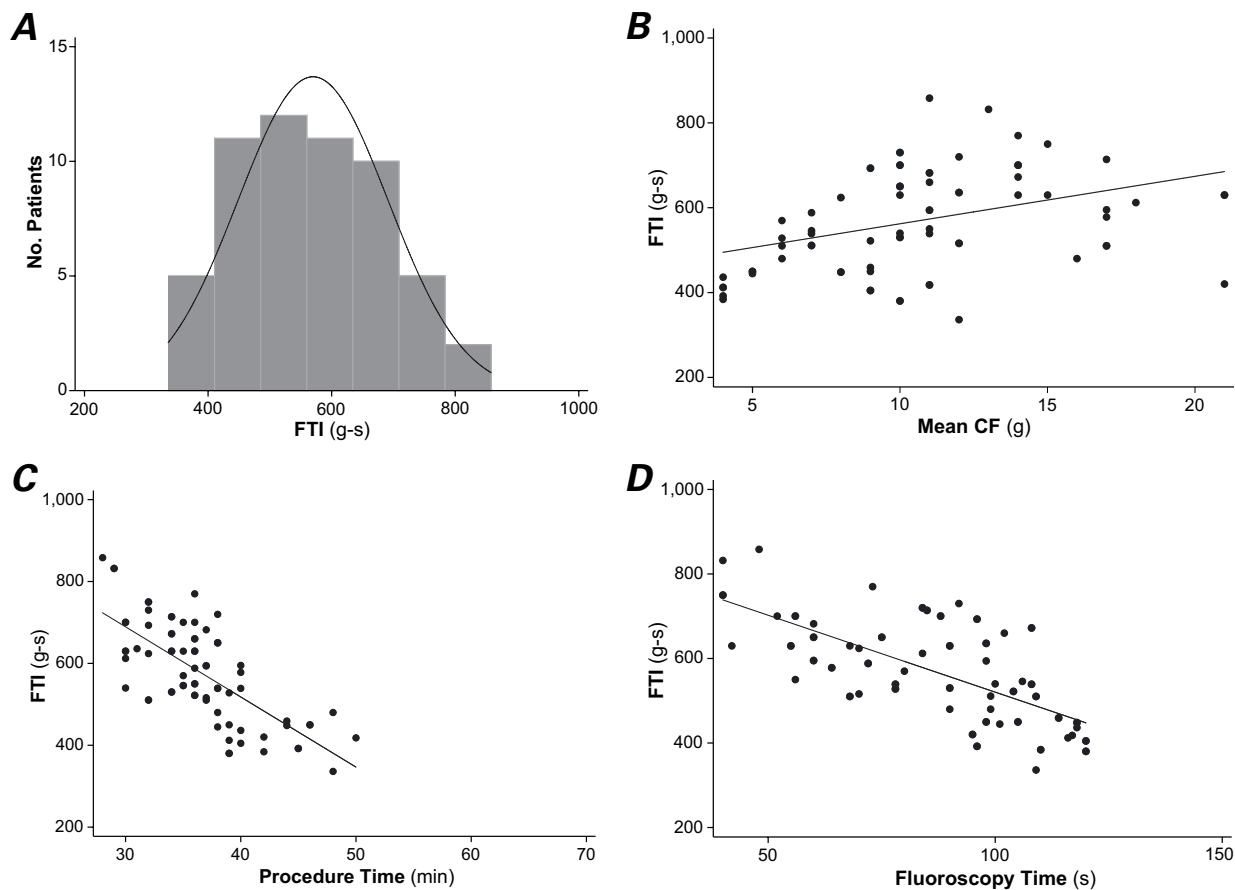 A
15
10
5
0
No. Patients
200 400 600 800 1000
FTI (g-s)
B
1,000
800
600
400
200
FTI (g-s)
5 10 15 20
Mean CF (g)
C
1,000
800
600
400
200
FTI (g-s)
30 40 50 60 70
Procedure Time (min)
D
1,000
800
600
400
200
FTI (g-s)
50 100 150
Fluoroscopy Time (s)